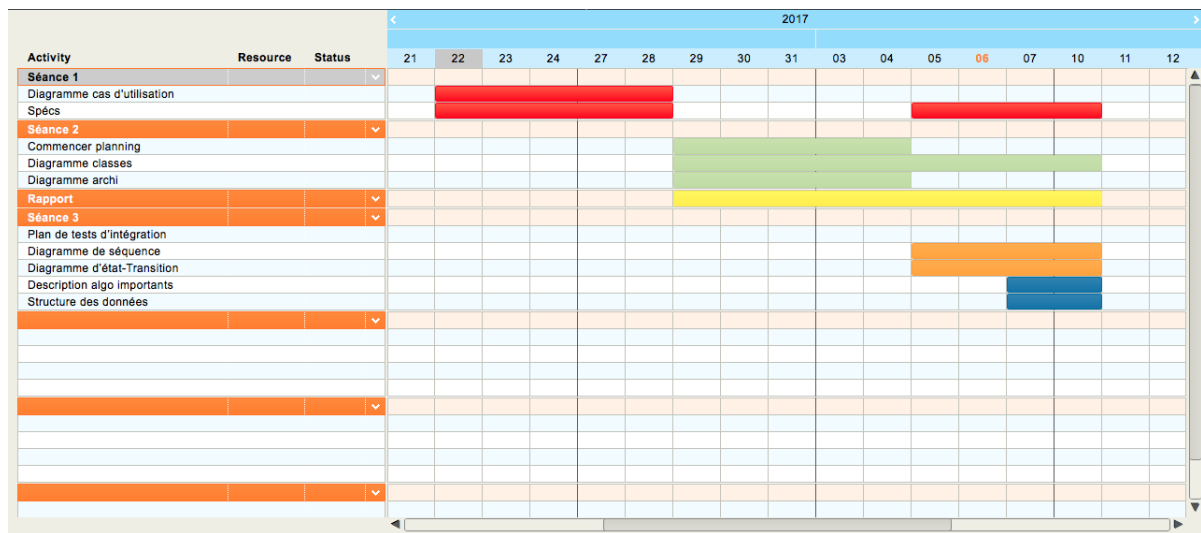 2017
Activity Resource Status 21 22 23 24 27 28 29 30 31 03 04 05 06 07 10 11 12
Séance 1
Diagramme cas d'utilisation
Spécs
Séance 2
Commencer planning
Diagramme classes
Diagramme archi
Rapport
Séance 3
Plan de tests d'intégration
Diagramme de séquence
Diagramme d'état-Transition
Description algo importants
Structure des données